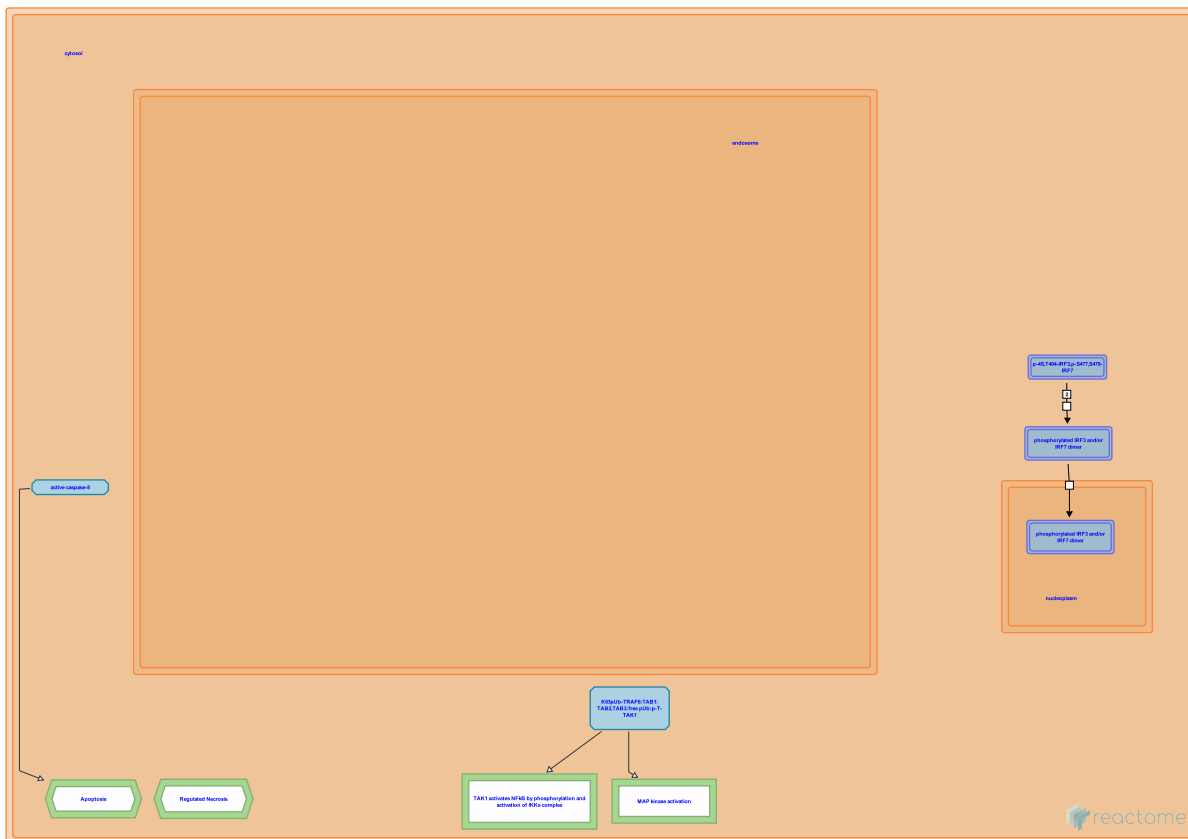 cytosol
endosome
p-4S,T404-IRF3,p-S477,S479-
IRF7
2
phosphorylated IRF3 and/or
IRF7 dimer
active caspase-8
phosphorylated IRF3 and/or
IRF7 dimer
nucleoplasm
K63pUb-TRAF6:TAB1:
TAB2,TAB3:free pUb:p-T-
TAK1
Apoptosis
Regulated Necrosis
TAK1 activates NFkB by phosphorylation and
activation of IKKs complex
MAP kinase activation
reactome